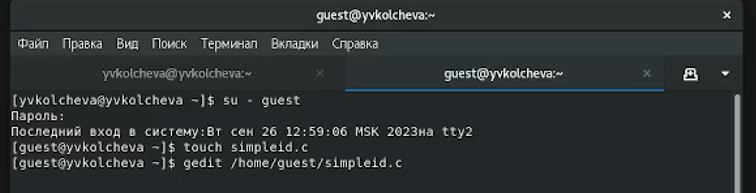 guest@yvkolcheva:~
Файл Правка Вид Поиск Терминал Вкладки Справка
yvkolcheva@yvkolcheva:~ × guest@yvkolcheva:~ ×
[yvkolcheva@yvkolcheva ~]$ su - guest
Пароль:
Последний вход в систему:Вт сен 26 12:59:06 MSK 2023на tty2
[guest@yvkolcheva ~]$ touch simpleid.c
[guest@yvkolcheva ~]$ gedit /home/guest/simpleid.c